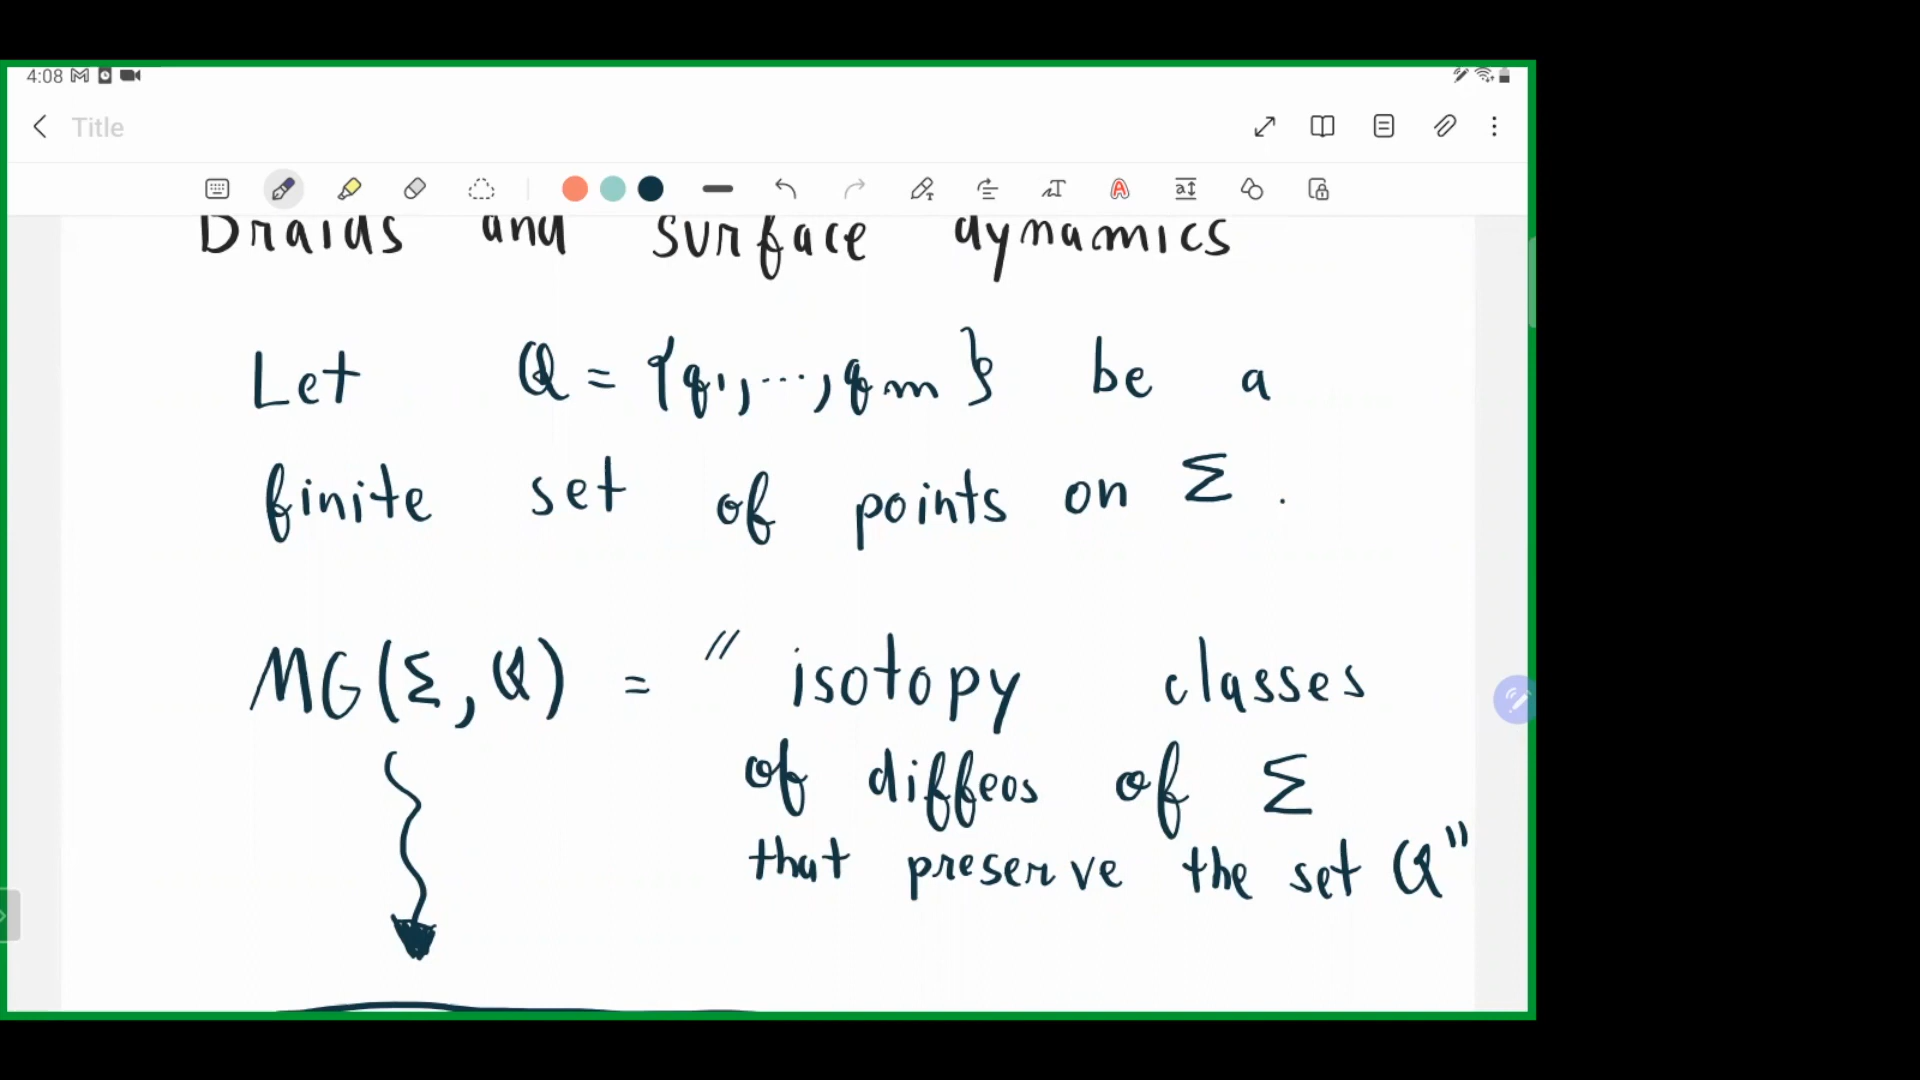 4:08
Title
Braids and surface dynamics
Let Q = {q1, ..., qm} be a
finite set of points on Σ.
MG(Σ, Q) = " isotopy classes
of diffeos of Σ
that preserve the set Q"